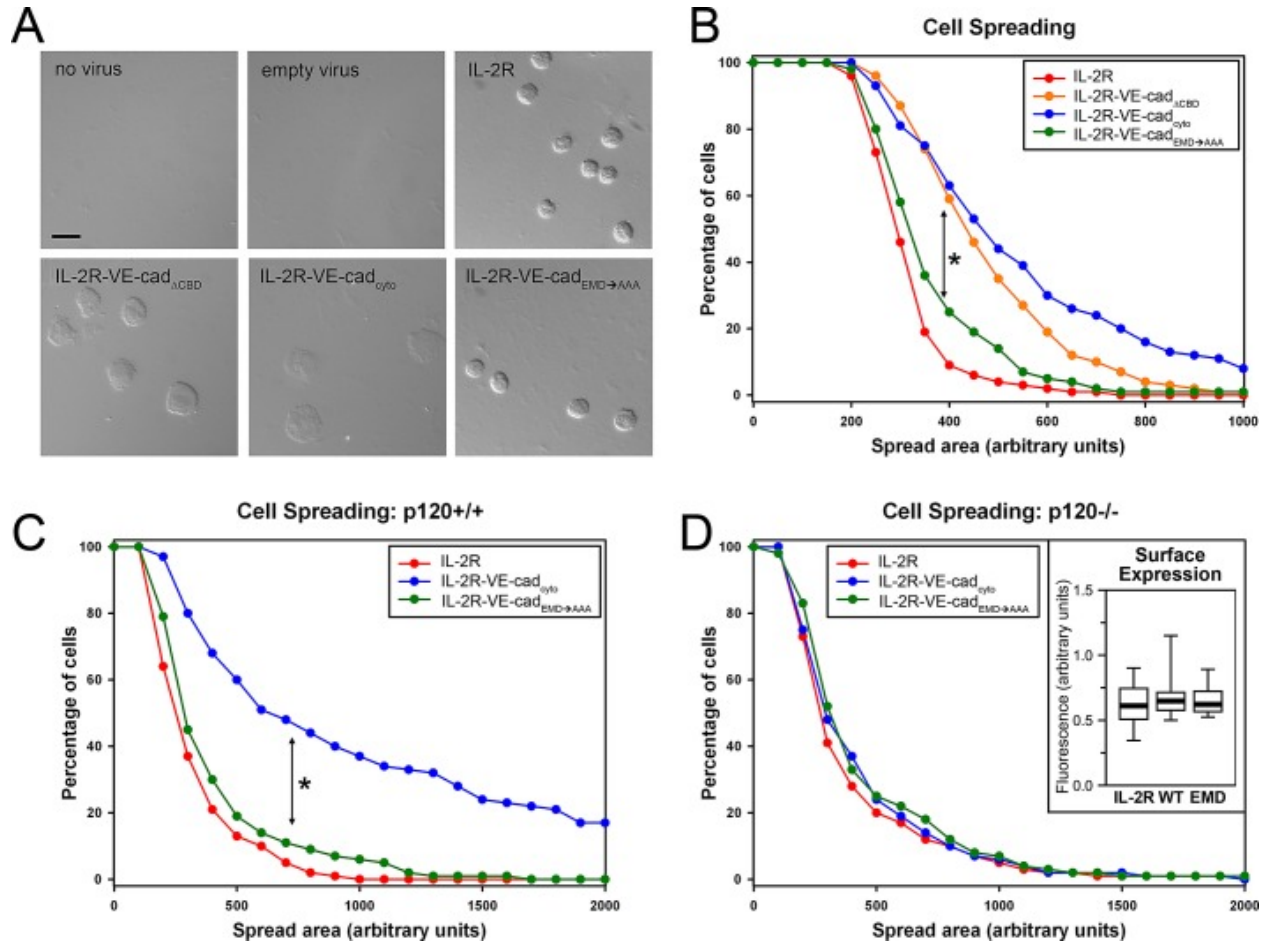 A
no virus
empty virus
IL-2R
IL-2R-VE-cadΔCBD
IL-2R-VE-cadcyto
IL-2R-VE-cadEMD→AAA
B
Cell Spreading
IL-2R
IL-2R-VE-cadΔCBD
IL-2R-VE-cadcyto
IL-2R-VE-cadEMD→AAA
*
Percentage of cells
100
80
60
40
20
0
0 200 400 600 800 1000
Spread area (arbitrary units)
C
Cell Spreading: p120+/+
IL-2R
IL-2R-VE-cadcyto
IL-2R-VE-cadEMD→AAA
*
Percentage of cells
100
80
60
40
20
0
0 500 1000 1500 2000
Spread area (arbitrary units)
D
Cell Spreading: p120-/-
IL-2R
IL-2R-VE-cadcyto
IL-2R-VE-cadEMD→AAA
Percentage of cells
100
80
60
40
20
0
0 500 1000 1500 2000
Spread area (arbitrary units)
Surface
Expression
Fluorescence (arbitrary units)
1.5
1.0
0.5
0.0
IL-2R WT EMD